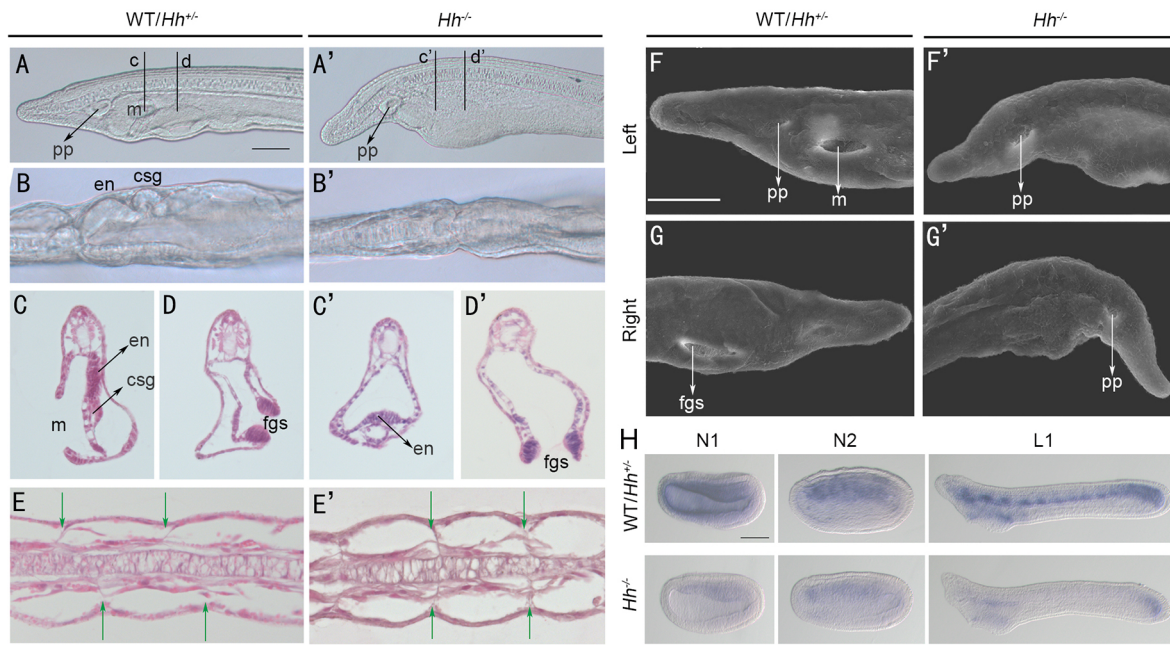 WT/Hh+/-
Hh-/-
WT/Hh+/-
Hh-/-
A
c
d
m
pp
A'
c'
d'
pp
B
en
csg
B'
C
en
csg
m
D
fgs
C'
en
D'
fgs
E
E'
Left
F
pp
m
F'
pp
Right
G
fgs
G'
pp
H
N1
N2
L1
WT/Hh+/-
Hh-/-